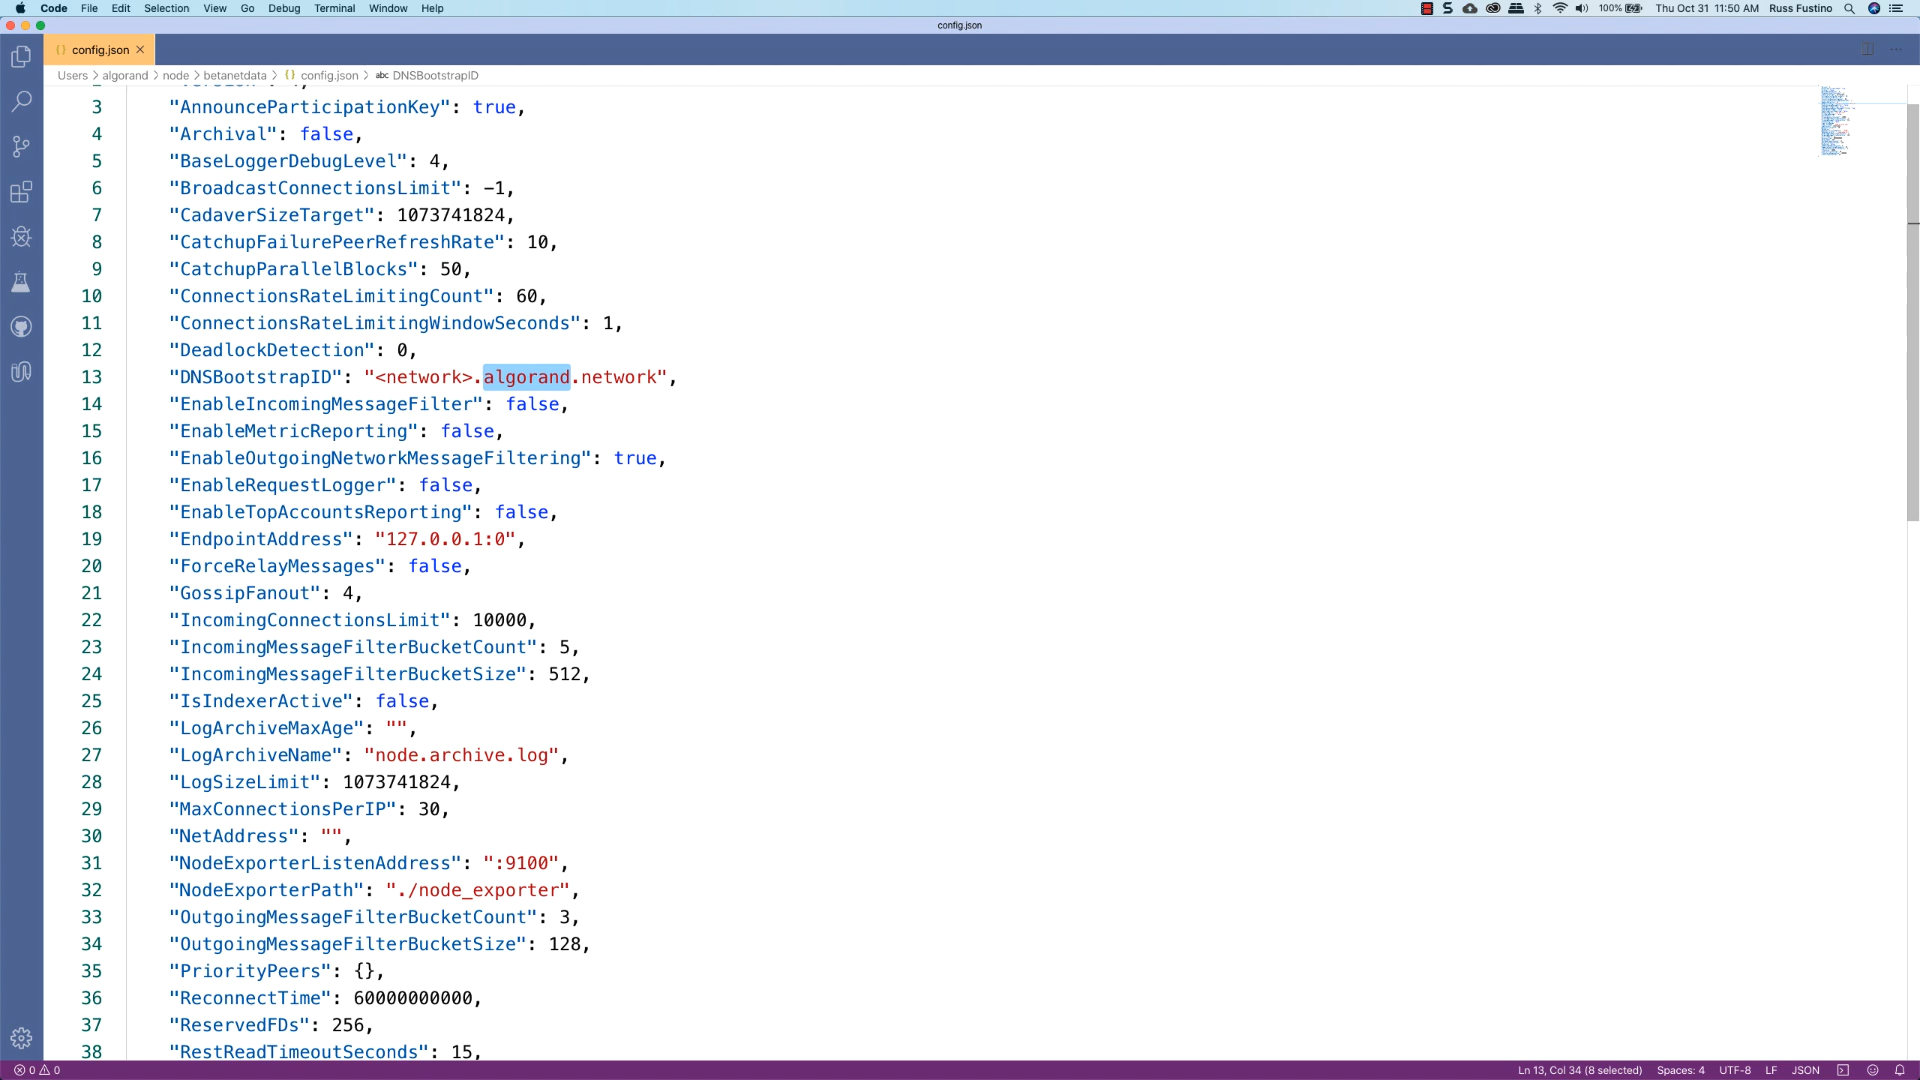 Code File Edit Selection View Go Debug Terminal Window Help 100% Thu Oct 31 11:50 AM Russ Fustino
config.json
config.json
Users > algorand > node > betanetdata > {} config.json > abc DNSBootstrapID
3 "AnnounceParticipationKey": true,
4 "Archival": false,
5 "BaseLoggerDebugLevel": 4,
6 "BroadcastConnectionsLimit": -1,
7 "CadaverSizeTarget": 1073741824,
8 "CatchupFailurePeerRefreshRate": 10,
9 "CatchupParallelBlocks": 50,
10 "ConnectionsRateLimitingCount": 60,
11 "ConnectionsRateLimitingWindowSeconds": 1,
12 "DeadlockDetection": 0,
13 "DNSBootstrapID": "<network>.algorand.network",
14 "EnableIncomingMessageFilter": false,
15 "EnableMetricReporting": false,
16 "EnableOutgoingNetworkMessageFiltering": true,
17 "EnableRequestLogger": false,
18 "EnableTopAccountsReporting": false,
19 "EndpointAddress": "127.0.0.1:0",
20 "ForceRelayMessages": false,
21 "GossipFanout": 4,
22 "IncomingConnectionsLimit": 10000,
23 "IncomingMessageFilterBucketCount": 5,
24 "IncomingMessageFilterBucketSize": 512,
25 "IsIndexerActive": false,
26 "LogArchiveMaxAge": "",
27 "LogArchiveName": "node.archive.log",
28 "LogSizeLimit": 1073741824,
29 "MaxConnectionsPerIP": 30,
30 "NetAddress": "",
31 "NodeExporterListenAddress": ":9100",
32 "NodeExporterPath": "./node_exporter",
33 "OutgoingMessageFilterBucketCount": 3,
34 "OutgoingMessageFilterBucketSize": 128,
35 "PriorityPeers": {},
36 "ReconnectTime": 60000000000,
37 "ReservedFDs": 256,
38 "RestReadTimeoutSeconds": 15,
0 0 Ln 13, Col 34 (8 selected) Spaces: 4 UTF-8 LF JSON